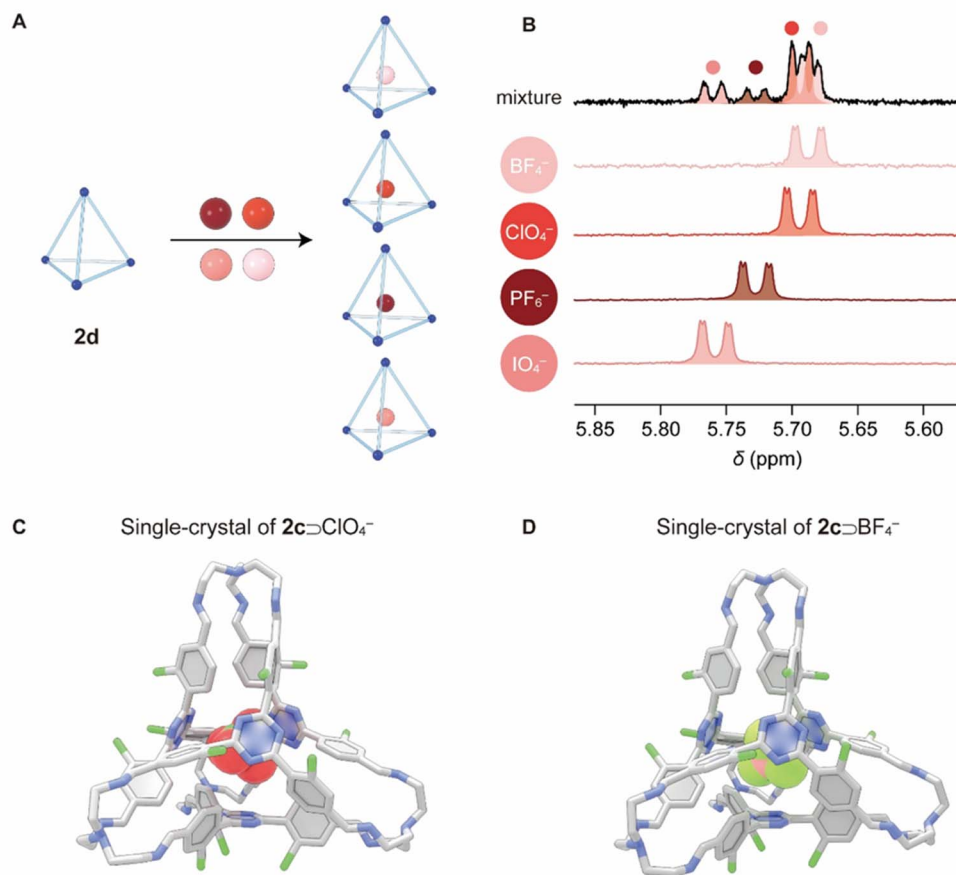 A
2d
B
mixture
BF₄⁻
ClO₄⁻
PF₆⁻
IO₄⁻
5.85 5.80 5.75 5.70 5.65 5.60
δ (ppm)
C Single-crystal of 2c⊃ClO₄⁻
D Single-crystal of 2c⊃BF₄⁻